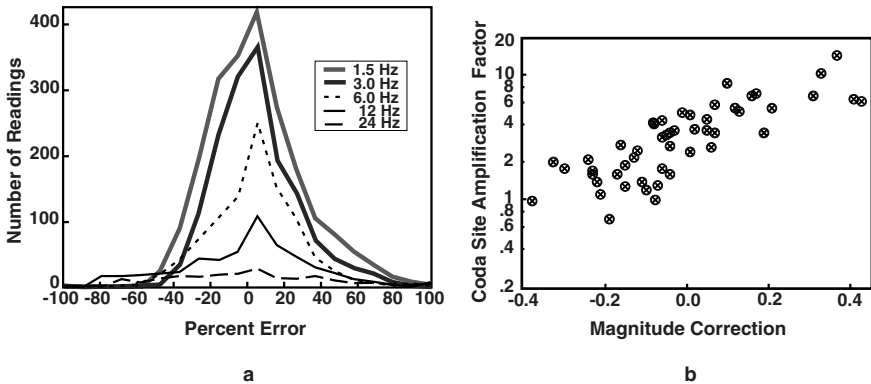 400
300
200
100
0
Number of Readings
1.5 Hz
3.0 Hz
6.0 Hz
12 Hz
24 Hz
-100 -80 -60 -40 -20 0 20 40 60 80 100
Percent Error
a
20
10
8
6
4
2
1
.8
.6
.4
.2
Coda Site Amplification Factor
-0.4 -0.2 0.0 0.2 0.4
Magnitude Correction
b